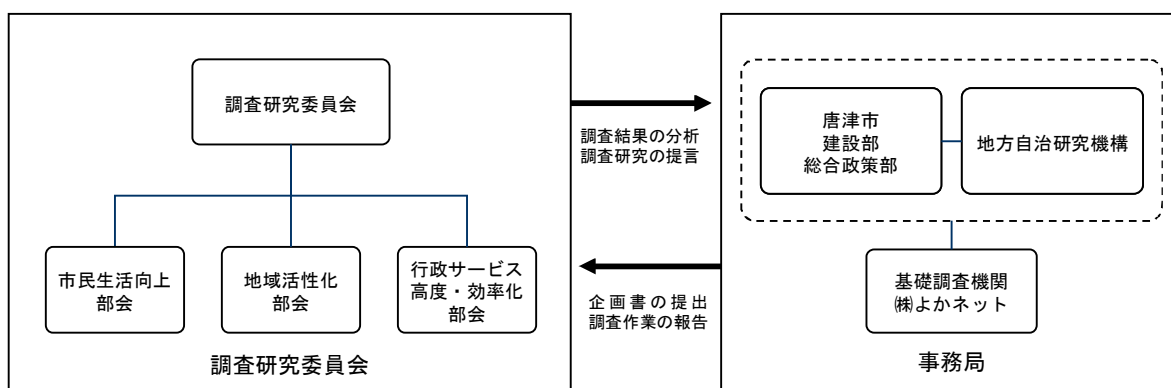 調査研究委員会
市民生活向上
部会
地域活性化
部会
行政サービス
高度・効率化
部会
調査研究委員会
調査結果の分析
調査研究の提言
企画書の提出
調査作業の報告
唐津市
建設部
総合政策部
地方自治研究機構
基礎調査機関
㈱よかネット
事務局